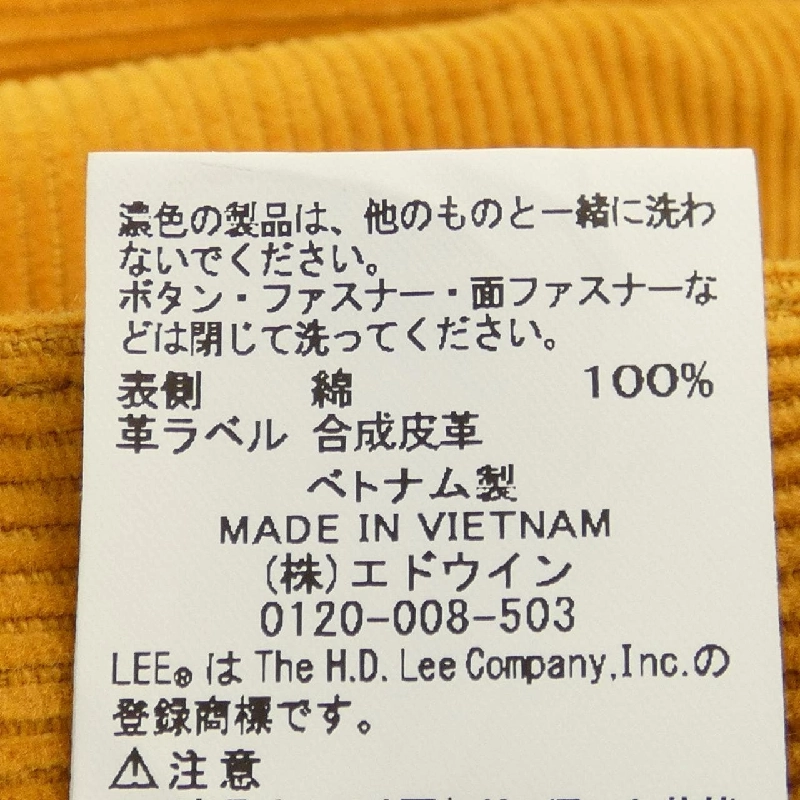 濃色の製品は、他のものと一緒に洗わ
ないでください。
ボタン・ファスナー・面ファスナーな
どは閉じて洗ってください。
表側 綿 100%
革ラベル 合成皮革
ベトナム製
MADE IN VIETNAM
(株)エドウイン
0120-008-503
LEE® は The H.D. Lee Company,Inc.の
登録商標です。
⚠注意